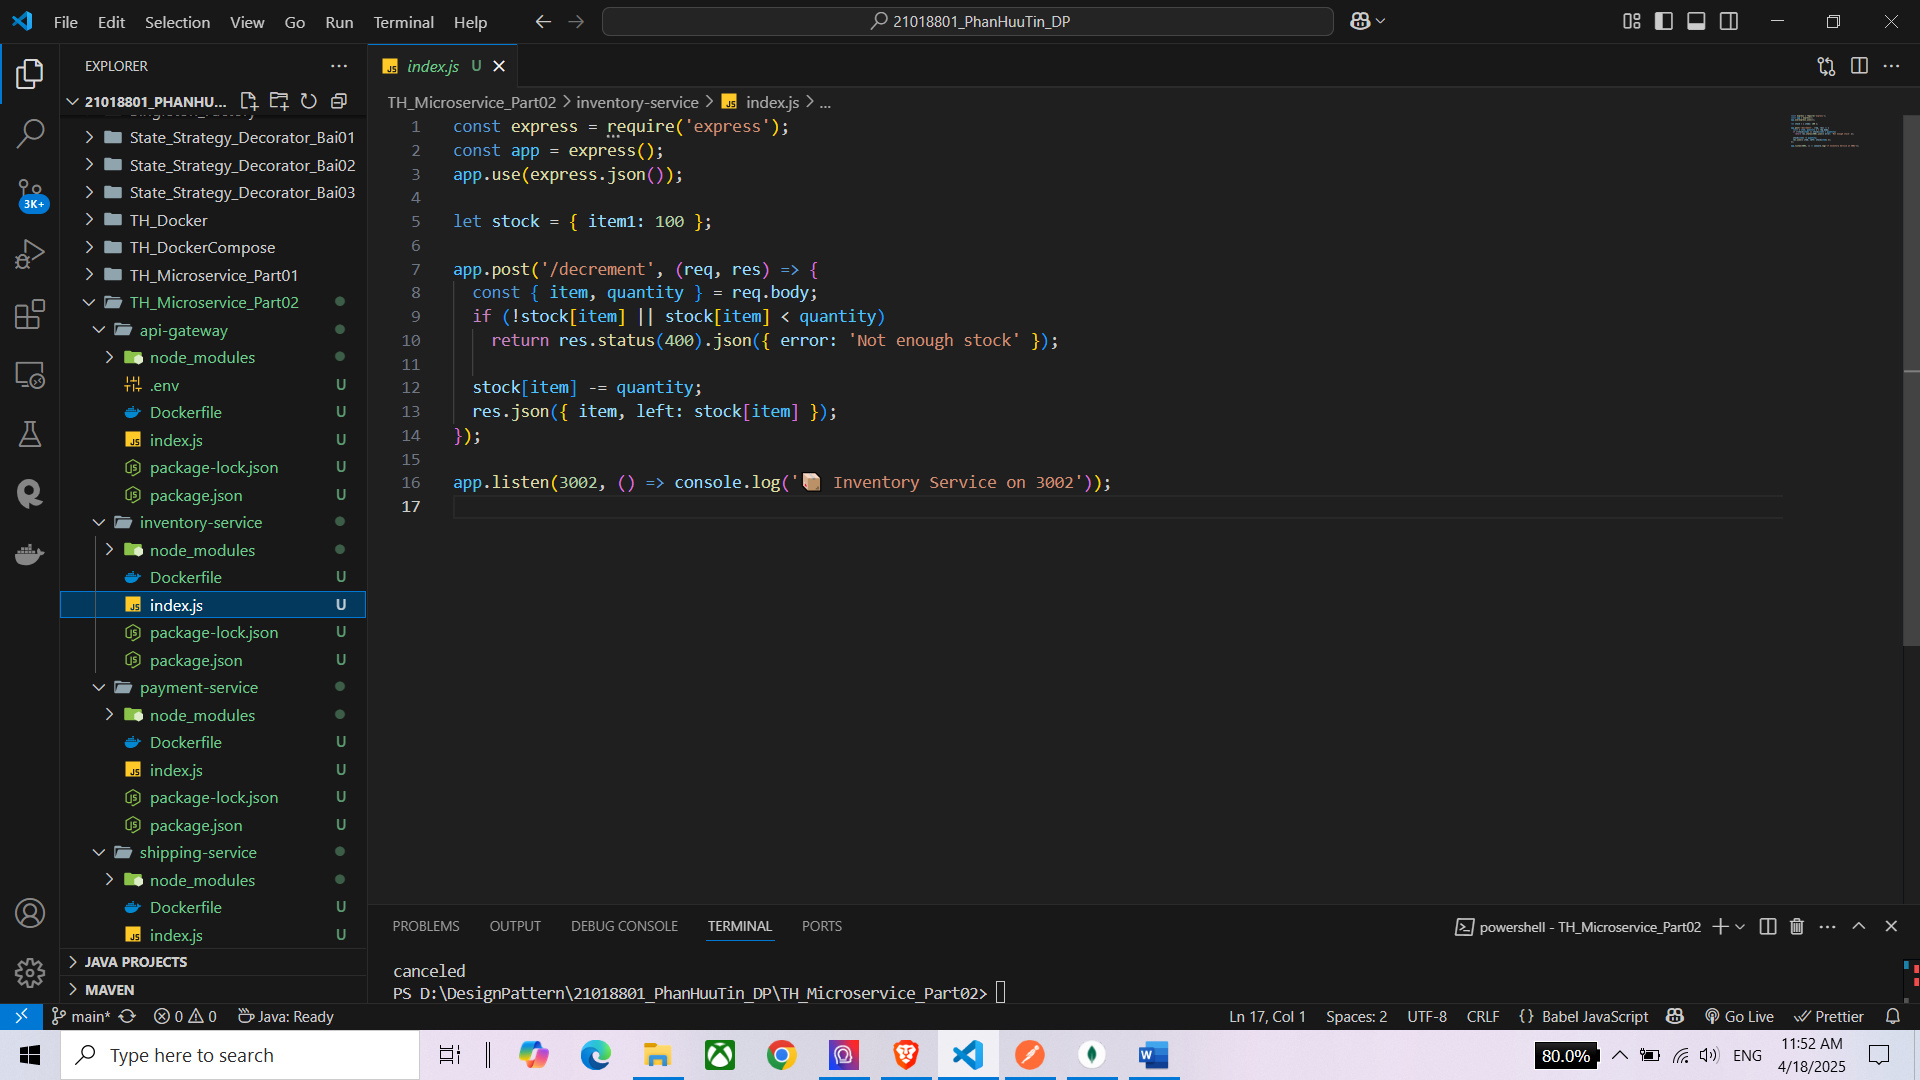 File Edit Selection View Go Run Terminal Help
21018801_PhanHuuTin_DP
EXPLORER
21018801_PHANHU...
State_Strategy_Decorator_Bai01
State_Strategy_Decorator_Bai02
State_Strategy_Decorator_Bai03
TH_Docker
TH_DockerCompose
TH_Microservice_Part01
TH_Microservice_Part02
api-gateway
node_modules
.env U
Dockerfile U
index.js U
package-lock.json U
package.json U
inventory-service
node_modules
Dockerfile U
index.js U
package-lock.json U
package.json U
payment-service
node_modules
Dockerfile U
index.js U
package-lock.json U
package.json U
shipping-service
node_modules
Dockerfile U
index.js U
JAVA PROJECTS
MAVEN
3K+
index.js U
TH_Microservice_Part02 > inventory-service > index.js > ...
1 const express = require('express');
2 const app = express();
3 app.use(express.json());
4
5 let stock = { item1: 100 };
6
7 app.post('/decrement', (req, res) => {
8 const { item, quantity } = req.body;
9 if (!stock[item] || stock[item] < quantity)
10 return res.status(400).json({ error: 'Not enough stock' });
11
12 stock[item] -= quantity;
13 res.json({ item, left: stock[item] });
14 });
15
16 app.listen(3002, () => console.log('📦 Inventory Service on 3002'));
17
PROBLEMS OUTPUT DEBUG CONSOLE TERMINAL PORTS
powershell - TH_Microservice_Part02
canceled
PS D:\DesignPattern\21018801_PhanHuuTin_DP\TH_Microservice_Part02>
main* 0 0 Java: Ready
Ln 17, Col 1 Spaces: 2 UTF-8 CRLF {} Babel JavaScript Go Live Prettier
Type here to search
80.0% ENG
11:52 AM
4/18/2025